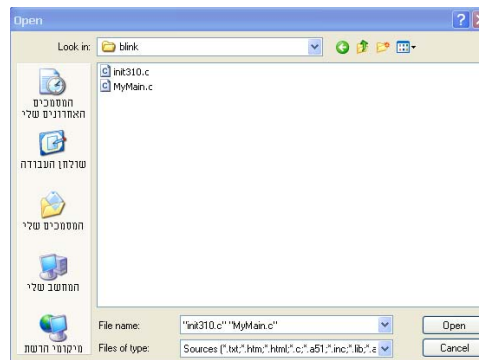 Open
Look in: blink
init310.c
MyMain.c
המסמכים
האחרונים שלי
שולחן העבודה
המסמכים שלי
המחשב שלי
מיקומי הרשת
File name: "init310.c" "MyMain.c" Open
Files of type: Sources (*.txt;*.htm;*.html;*.c;*.a51;*.inc;*.lib;*.a Cancel